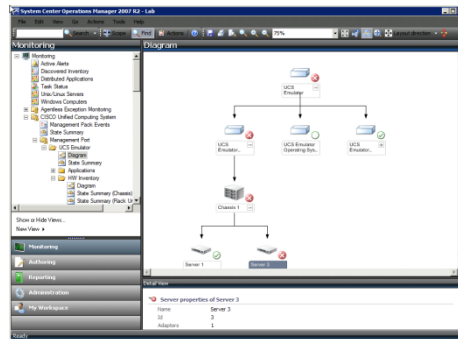 System Center Operations Manager 2007 R2 - Lab
File Edit View Go Actions Tools Help
Search Scope Find Actions 75% Layout direction
Monitoring
Monitoring
Active Alerts
Discovered Inventory
Distributed Applications
Task Status
Unix/Linux Servers
Windows Computers
Agentless Exception Monitoring
CISCO Unified Computing System
Management Pack Events
State Summary
Management Port
UCS Emulator
Diagram
State Summary
Applications
HW Inventory
Diagram
State Summary (Chassis)
State Summary (Rack Un
Show or Hide Views...
New View
Monitoring
Authoring
Reporting
Administration
My Workspace
Ready
Diagram
UCS
Emulator
UCS
Emulator...
UCS Emulator
Operating Sys...
UCS
Emulator...
Chassis 1
Server 1
Server 3
Detail View
Server properties of Server 3
Name Server 3
Id 3
Adaptors 1